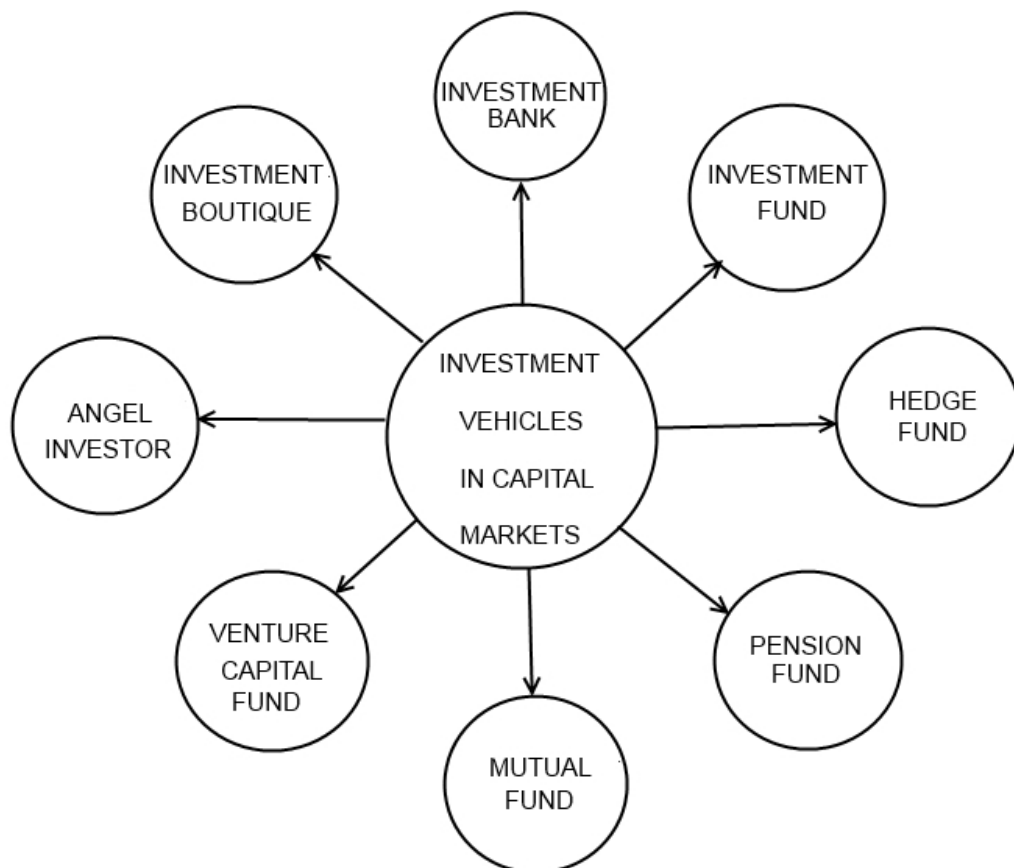 INVESTMENT
BANK
INVESTMENT
BOUTIQUE
INVESTMENT
FUND
INVESTMENT
VEHICLES
IN CAPITAL
MARKETS
ANGEL
INVESTOR
HEDGE
FUND
VENTURE
CAPITAL
FUND
PENSION
FUND
MUTUAL
FUND